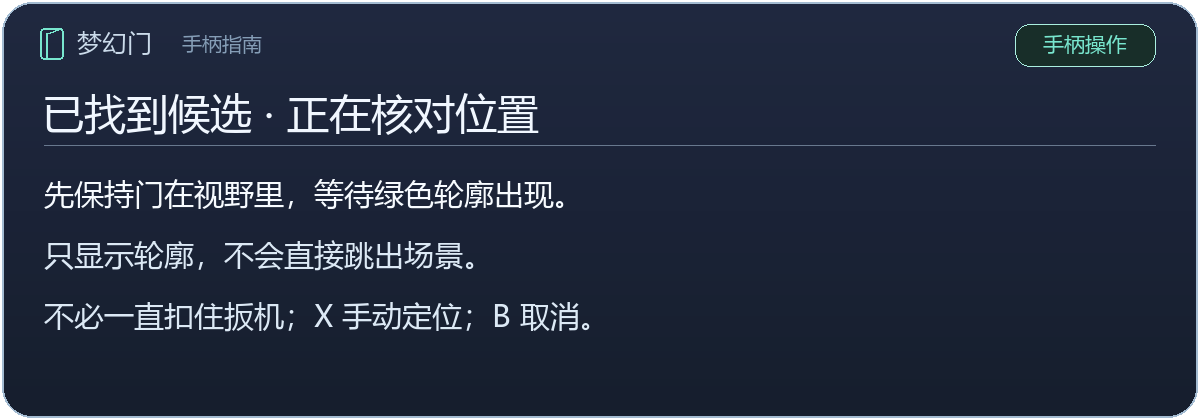 梦幻门 手柄指南 手柄操作
已找到候选 · 正在核对位置
先保持门在视野里，等待绿色轮廓出现。
只显示轮廓，不会直接跳出场景。
不必一直扣住扳机；X 手动定位；B 取消。